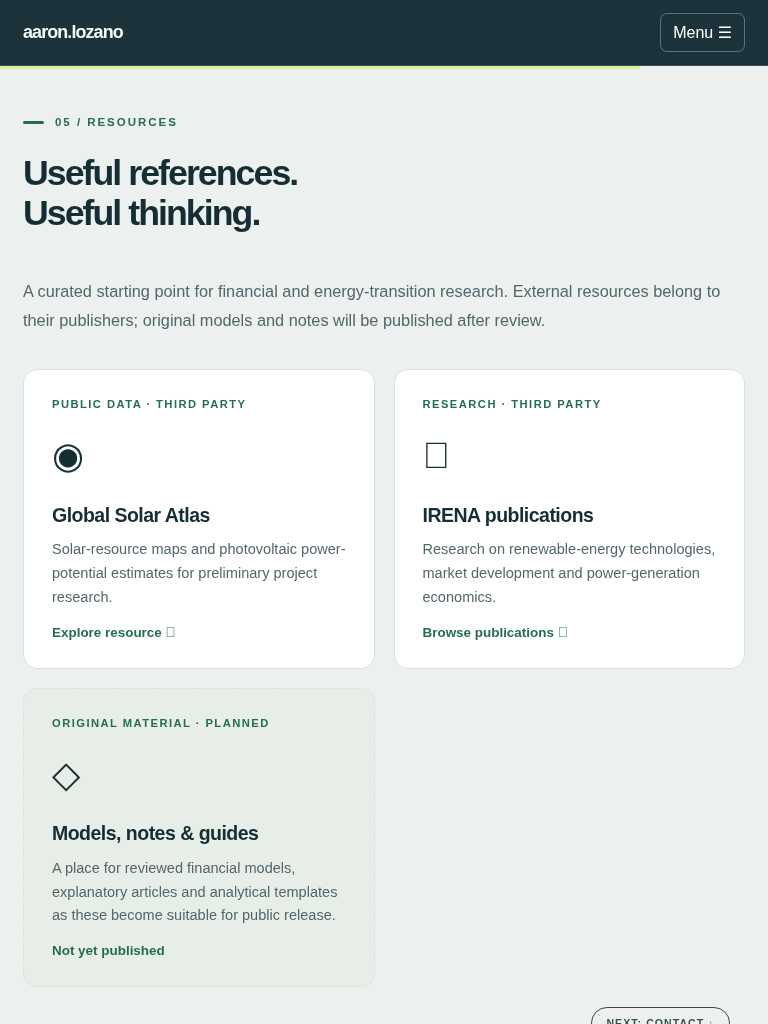 aaron.lozano
Menu ☰
05 / RESOURCES
Useful references.
Useful thinking.
A curated starting point for financial and energy-transition research. External resources belong to
their publishers; original models and notes will be published after review.
PUBLIC DATA · THIRD PARTY
Global Solar Atlas
Solar-resource maps and photovoltaic power-
potential estimates for preliminary project
research.
Explore resource
RESEARCH · THIRD PARTY
IRENA publications
Research on renewable-energy technologies,
market development and power-generation
economics.
Browse publications
ORIGINAL MATERIAL · PLANNED
Models, notes & guides
A place for reviewed financial models,
explanatory articles and analytical templates
as these become suitable for public release.
Not yet published
NEXT: CONTACT